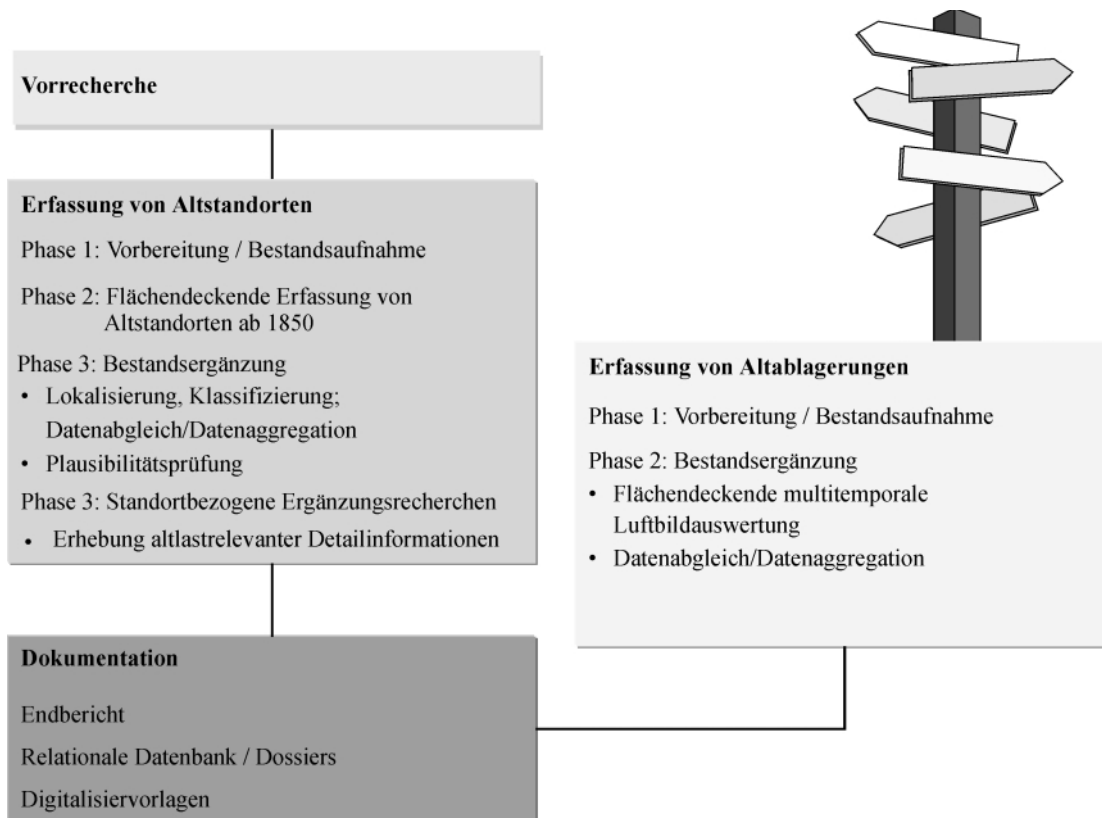 Vorrecherche
Erfassung von Altstandorten
Phase 1: Vorbereitung / Bestandsaufnahme
Phase 2: Flächendeckende Erfassung von
Altstandorten ab 1850
Phase 3: Bestandsergänzung
• Lokalisierung, Klassifizierung;
Datenabgleich/Datenaggregation
• Plausibilitätsprüfung
Phase 3: Standortbezogene Ergänzungsrecherchen
• Erhebung altlastrelevanter Detailinformationen
Erfassung von Altablagerungen
Phase 1: Vorbereitung / Bestandsaufnahme
Phase 2: Bestandsergänzung
• Flächendeckende multitemporale
Luftbildauswertung
• Datenabgleich/Datenaggregation
Dokumentation
Endbericht
Relationale Datenbank / Dossiers
Digitalisiervorlagen